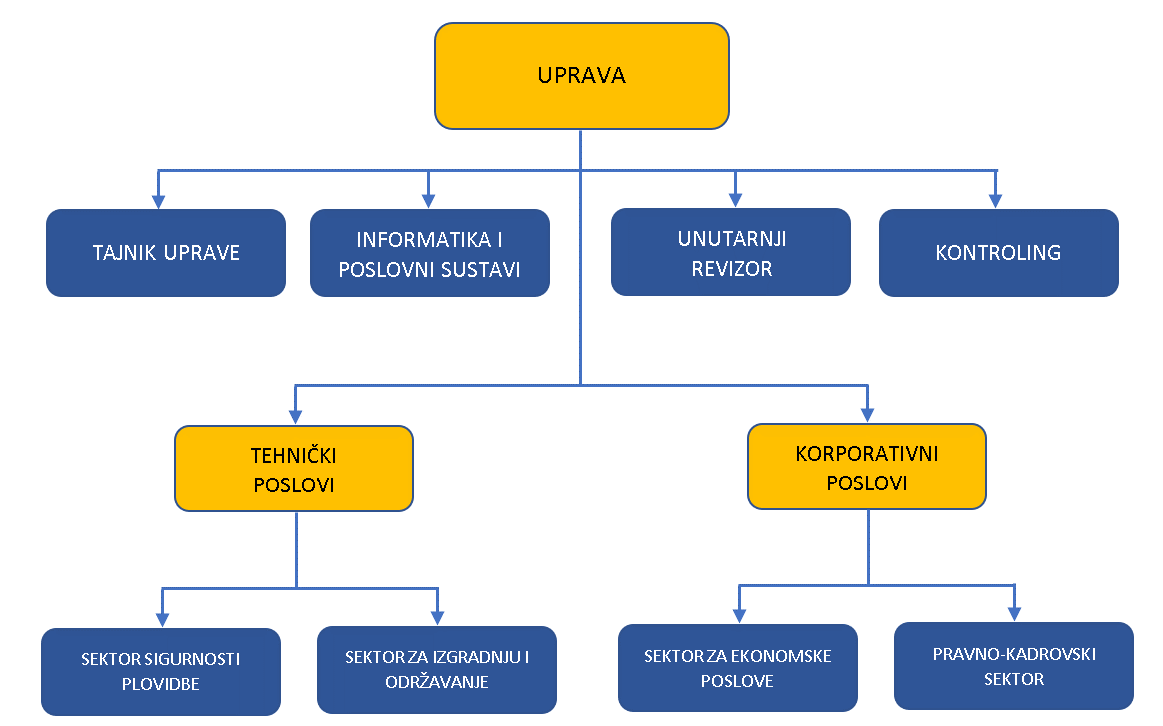 UPRAVA
TAJNIK UPRAVE
INFORMATIKA I
POSLOVNI SUSTAVI
UNUTARNJI
REVIZOR
KONTROLING
TEHNIČKI
POSLOVI
KORPORATIVNI
POSLOVI
SEKTOR SIGURNOSTI
PLOVIDBE
SEKTOR ZA IZGRADNJU I
ODRŽAVANJE
SEKTOR ZA EKONOMSKE
POSLOVE
PRAVNO-KADROVSKI
SEKTOR